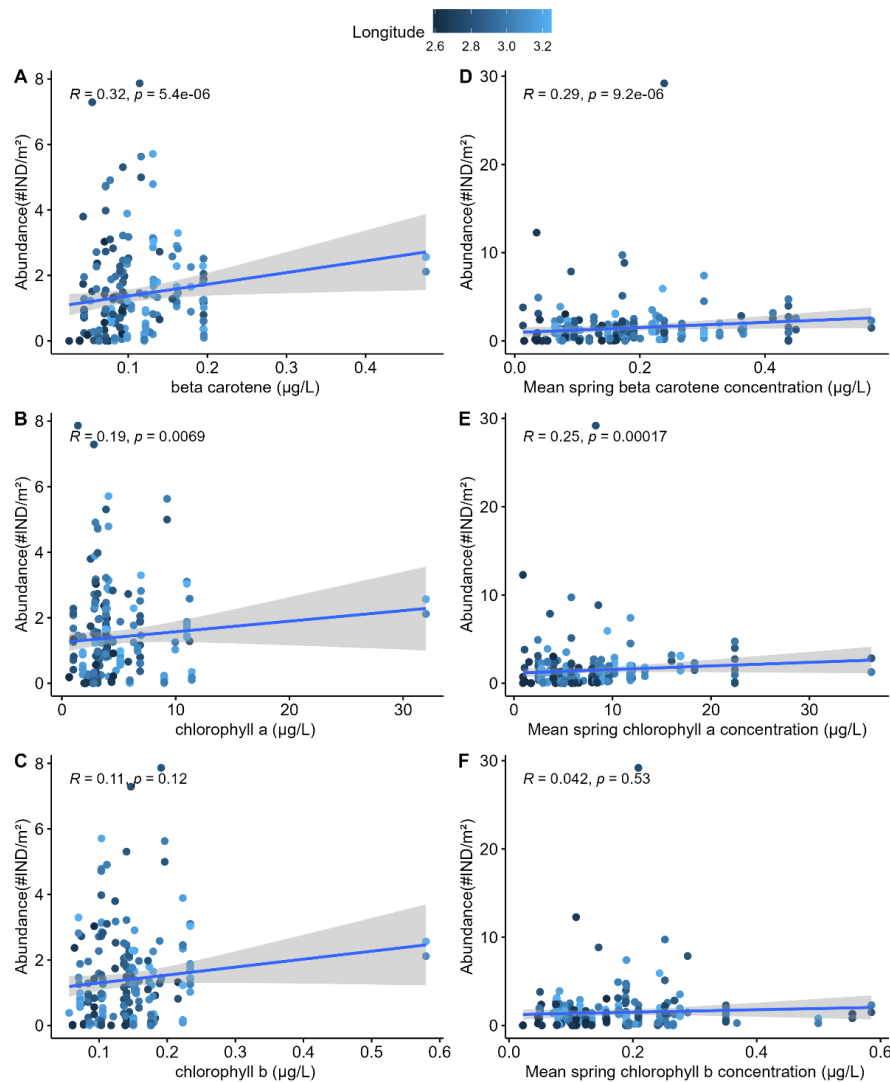 Longitude
2.6 2.8 3.0 3.2
A
R = 0.32, p = 5.4e-06
Abundance(#IND/m²)
8
6
4
2
0
0.1 0.2 0.3 0.4
beta carotene (µg/L)
D
R = 0.29, p = 9.2e-06
Abundance(#IND/m²)
30
20
10
0
0.0 0.2 0.4
Mean spring beta carotene concentration (µg/L)
B
R = 0.19, p = 0.0069
Abundance(#IND/m²)
8
6
4
2
0
0 10 20 30
chlorophyll a (µg/L)
E
R = 0.25, p = 0.00017
Abundance(#IND/m²)
30
20
10
0
0 10 20 30
Mean spring chlorophyll a concentration (µg/L)
C
R = 0.11, p = 0.12
Abundance(#IND/m²)
8
6
4
2
0
0.1 0.2 0.3 0.4 0.5 0.6
chlorophyll b (µg/L)
F
R = 0.042, p = 0.53
Abundance(#IND/m²)
30
20
10
0
0.0 0.2 0.4 0.6
Mean spring chlorophyll b concentration (µg/L)